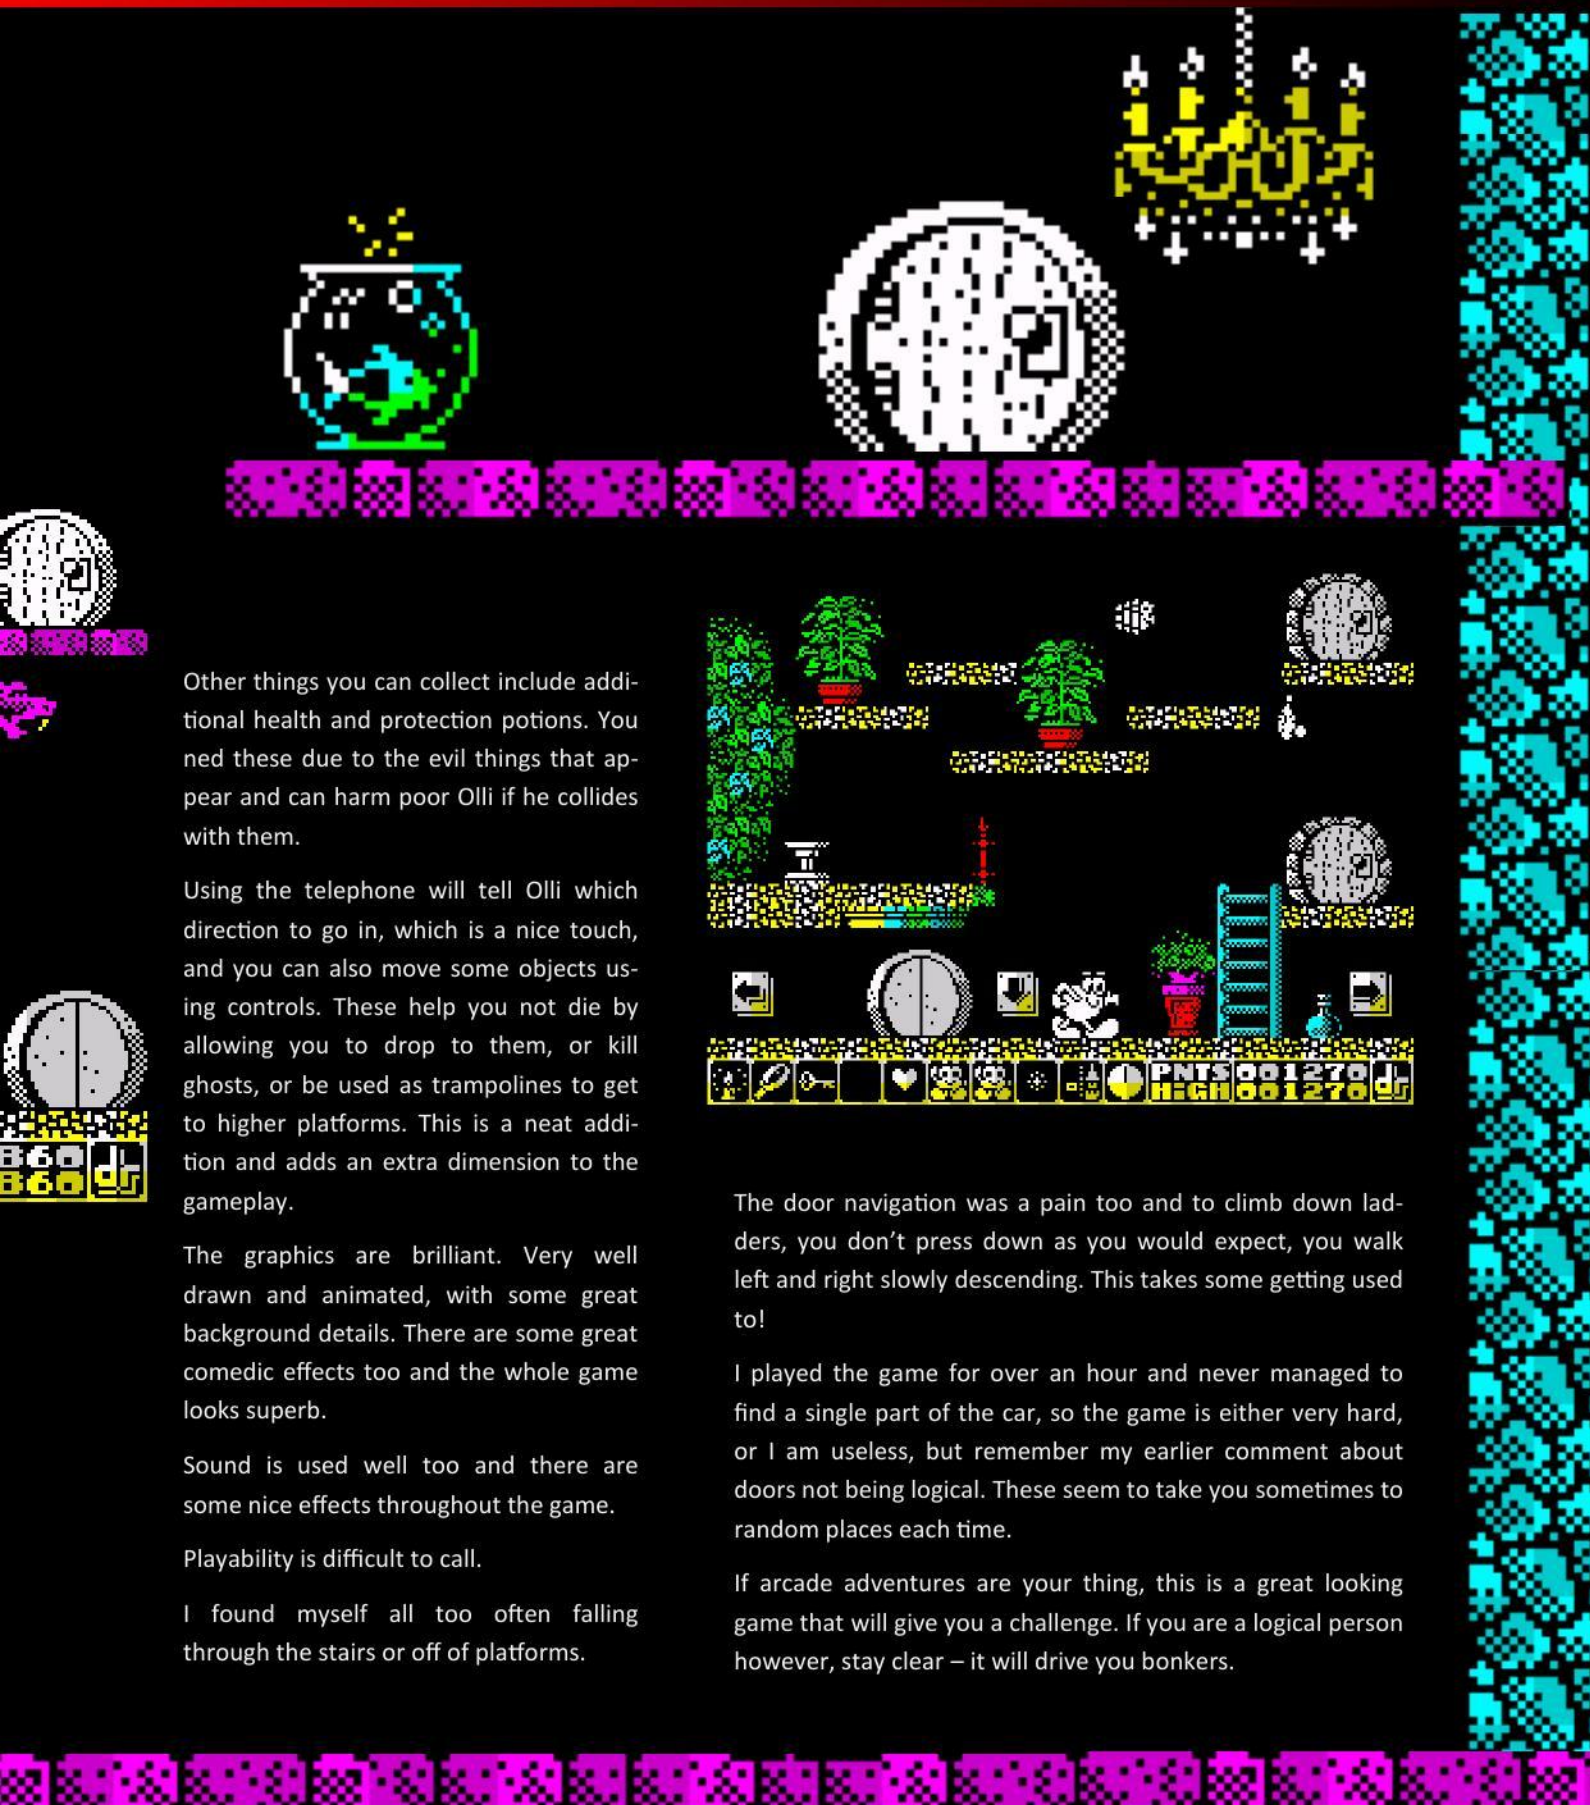 Other things you can collect include addi-
tional health and protection potions. You
ned these due to the evil things that ap-
pear and can harm poor Olli if he collides
with them.
Using the telephone will tell Olli which
direction to go in, which is a nice touch,
and you can also move some objects us-
ing controls. These help you not die by
allowing you to drop to them, or kill
ghosts, or be used as trampolines to get
to higher platforms. This is a neat addi-
tion and adds an extra dimension to the
gameplay.
The graphics are brilliant. Very well
drawn and animated, with some great
background details. There are some great
comedic effects too and the whole game
looks superb.
Sound is used well too and there are
some nice effects throughout the game.
Playability is difficult to call.
I found myself all too often falling
through the stairs or off of platforms.
860
860
PNTS 001270
HIGH 001270
The door navigation was a pain too and to climb down lad-
ders, you don’t press down as you would expect, you walk
left and right slowly descending. This takes some getting used
to!
I played the game for over an hour and never managed to
find a single part of the car, so the game is either very hard,
or I am useless, but remember my earlier comment about
doors not being logical. These seem to take you sometimes to
random places each time.
If arcade adventures are your thing, this is a great looking
game that will give you a challenge. If you are a logical person
however, stay clear – it will drive you bonkers.